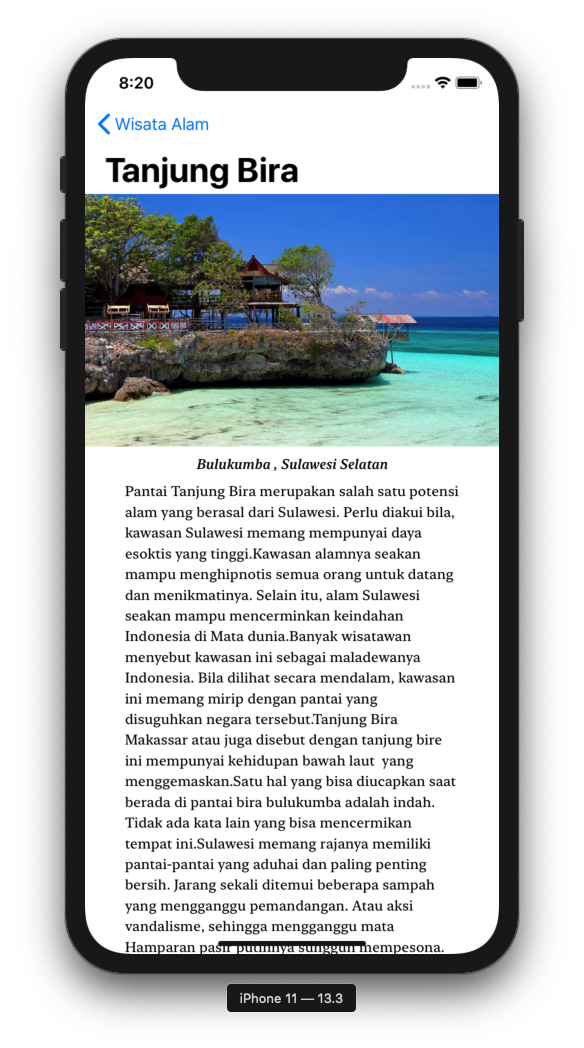 8:20
Wisata Alam
Tanjung Bira
Bulukumba , Sulawesi Selatan
Pantai Tanjung Bira merupakan salah satu potensi
alam yang berasal dari Sulawesi. Perlu diakui bila,
kawasan Sulawesi memang mempunyai daya
esoktis yang tinggi.Kawasan alamnya seakan
mampu menghipnotis semua orang untuk datang
dan menikmatinya. Selain itu, alam Sulawesi
seakan mampu mencerminkan keindahan
Indonesia di Mata dunia.Banyak wisatawan
menyebut kawasan ini sebagai maladewanya
Indonesia. Bila dilihat secara mendalam, kawasan
ini memang mirip dengan pantai yang
disuguhkan negara tersebut.Tanjung Bira
Makassar atau juga disebut dengan tanjung bire
ini mempunyai kehidupan bawah laut  yang
menggemaskan.Satu hal yang bisa diucapkan saat
berada di pantai bira bulukumba adalah indah.
Tidak ada kata lain yang bisa mencermikan
tempat ini.Sulawesi memang rajanya memiliki
pantai-pantai yang aduhai dan paling penting
bersih. Jarang sekali ditemui beberapa sampah
yang mengganggu pemandangan. Atau aksi
vandalisme, sehingga mengganggu mata
Hamparan pasir putihnya sungguh mempesona.
iPhone 11 — 13.3